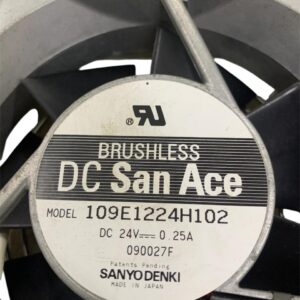 BRUSHLESS
DC San Ace
MODEL 109E1224H102
DC 24V⎓ 0.25A
090027F
Patents Pending
SANYO DENKI
MADE IN JAPAN